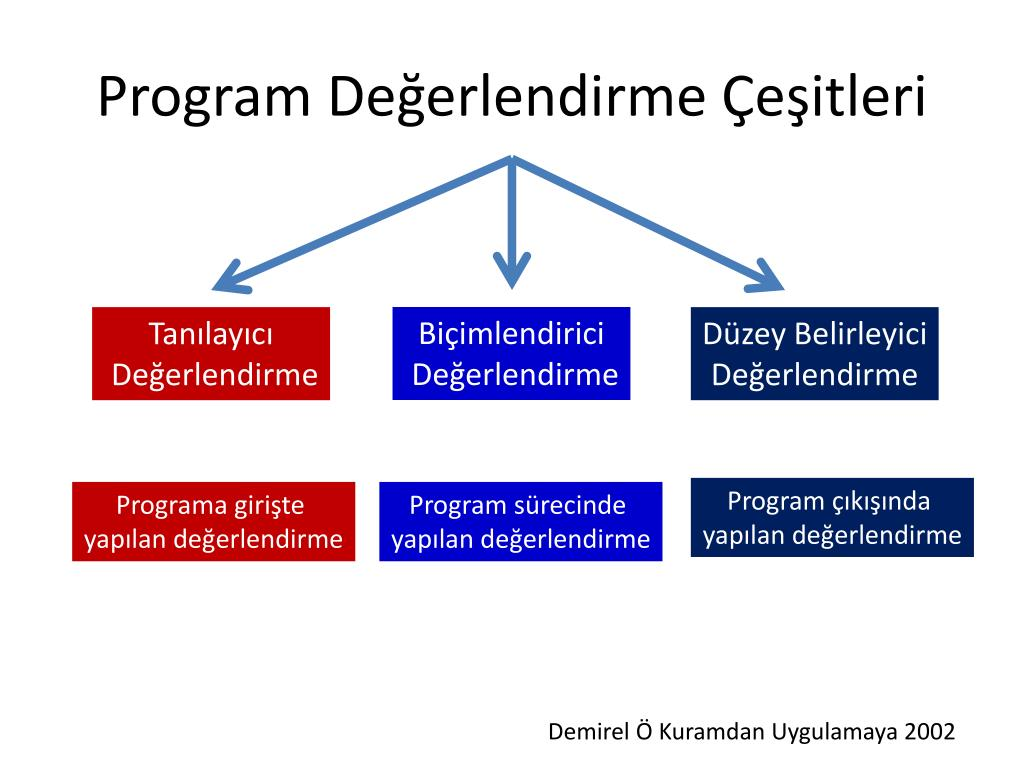 Program Değerlendirme Çeşitleri
Tanılayıcı
Değerlendirme
Biçimlendirici
Değerlendirme
Düzey Belirleyici
Değerlendirme
Programa girişte
yapılan değerlendirme
Program sürecinde
yapılan değerlendirme
Program çıkışında
yapılan değerlendirme
Demirel Ö Kuramdan Uygulamaya 2002